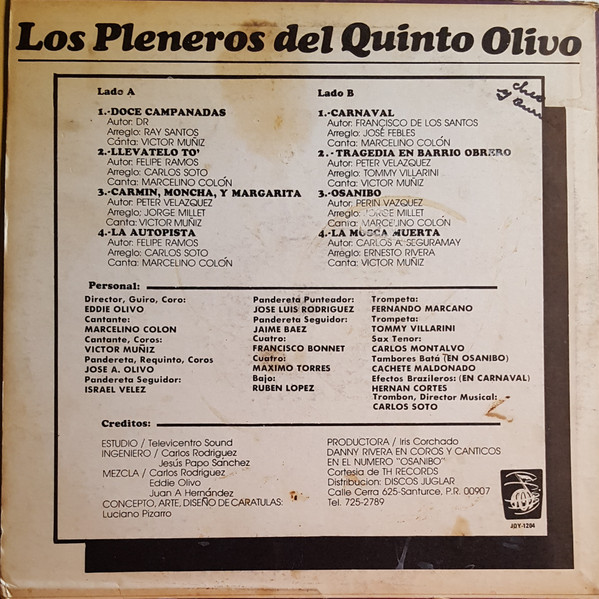 Los Pleneros del Quinto Olivo
Lado A
1.-DOCE CAMPANADAS
Autor: DR
Arreglo: RAY SANTOS
Cánta: VICTOR MUÑIZ
2.-LLEVATELO TO'
Autor: FELIPE RAMOS
Arreglo: CARLOS SOTO
Canta: MARCELINO COLÓN
3.-CARMIN, MONCHA, Y MARGARITA
Autor: PETER VELAZQUEZ
Arreglo: JORGE MILLET
Canta: VICTOR MUÑIZ
4.-LA AUTOPISTA
Autor: FELIPE RAMOS
Arreglo: CARLOS SOTO
Canta: MARCELINO COLÓN
Lado B
1.-CARNAVAL
Autor: FRANCISCO DE LOS SANTOS
Arreglo: JOSÉ FEBLES
Canta: MARCELINO COLÓN
2.-TRAGEDIA EN BARRIO OBRERO
Autor: PETER VELAZQUEZ
Arreglo: TOMMY VILLARINI
Canta: VICTOR MUÑIZ
3.-OSANIBO
Autor: PERIN VAZQUEZ
Arreglo: JORGE MILLET
Canta: MARCELINO COLÓN
4.-LA MOSCA MUERTA
Autor: CARLOS A. SEGURAMAY
Arreglo: ERNESTO RIVERA
Canta: VICTOR MUÑIZ
Personal:
Director, Guiro, Coro:
EDDIE OLIVO
Cantante:
MARCELINO COLON
Cantante, Coros:
VICTOR MUÑIZ
Pandereta, Requinto, Coros
JOSE A. OLIVO
Pandereta Seguidor:
ISRAEL VELEZ
Pandereta Punteador:
JOSE LUIS RODRIGUEZ
Pandereta Seguidor:
JAIME BAEZ
Cuatro:
FRANCISCO BONNET
Cuatro:
MAXIMO TORRES
Bajo:
RUBEN LOPEZ
Trompeta:
FERNANDO MARCANO
Trompeta:
TOMMY VILLARINI
Sax Tenor:
CARLOS MONTALVO
Tambores Batá (EN OSANIBO)
CACHETE MALDONADO
Efectos Brazileros: (EN CARNAVAL)
HERNAN CORTES
Trombon, Director Musical:
CARLOS SOTO
Creditos:
ESTUDIO / Televicentro Sound
INGENIERO / Carlos Rodriguez
Jesús Papo Sánchez
MEZCLA / Carlos Rodriguez
Eddie Olivo
Juan A Hernández
CONCEPTO, ARTE, DISEÑO DE CARATULAS:
Luciano Pizarro
PRODUCTORA / Iris Corchado
DANNY RIVERA EN COROS Y CANTICOS
EN EL NUMERO "OSANIBO"
Cortesia de TH RECORDS
Distribucion: DISCOS JUGLAR
Calle Cerra 625-Santurce, P.R. 00907
Tel. 725-2789
JDY-1204